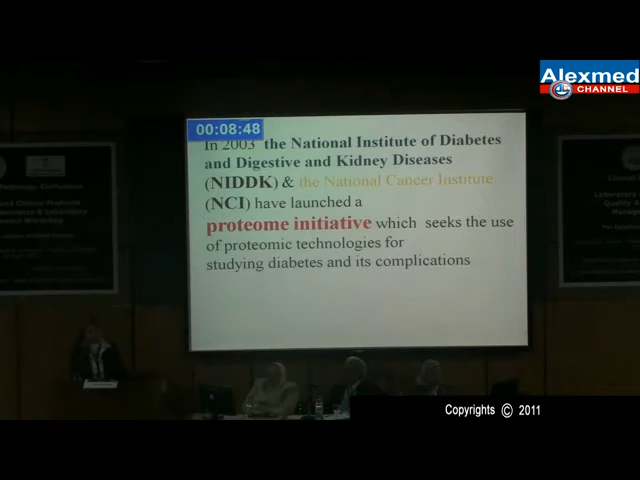 Alexmed
CHANNEL
00:08:48
In 2003 the National Institute of Diabetes
and Digestive and Kidney Diseases
(NIDDK) & the National Cancer Institute
(NCI) have launched a
proteome initiative which seeks the use
of proteomic technologies for
studying diabetes and its complications
Copyrights © 2011